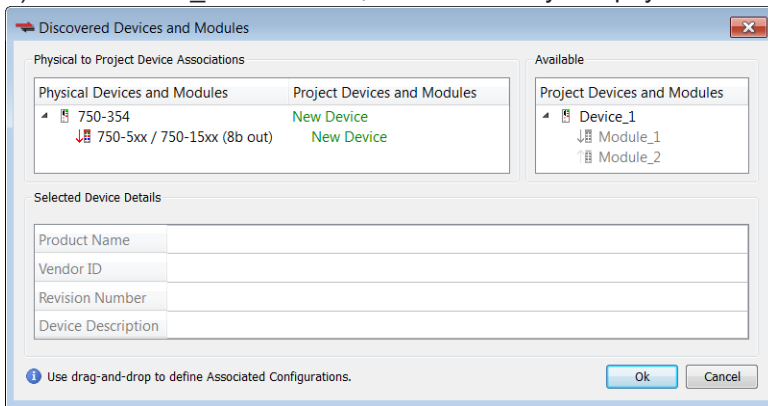 Discovered Devices and Modules
Physical to Project Device Associations
Available
Physical Devices and Modules Project Devices and Modules
Project Devices and Modules
750-354 New Device
Device_1
750-5xx / 750-15xx (8b out) New Device
Module_1
Module_2
Selected Device Details
Product Name
Vendor ID
Revision Number
Device Description
Use drag-and-drop to define Associated Configurations.
Ok Cancel